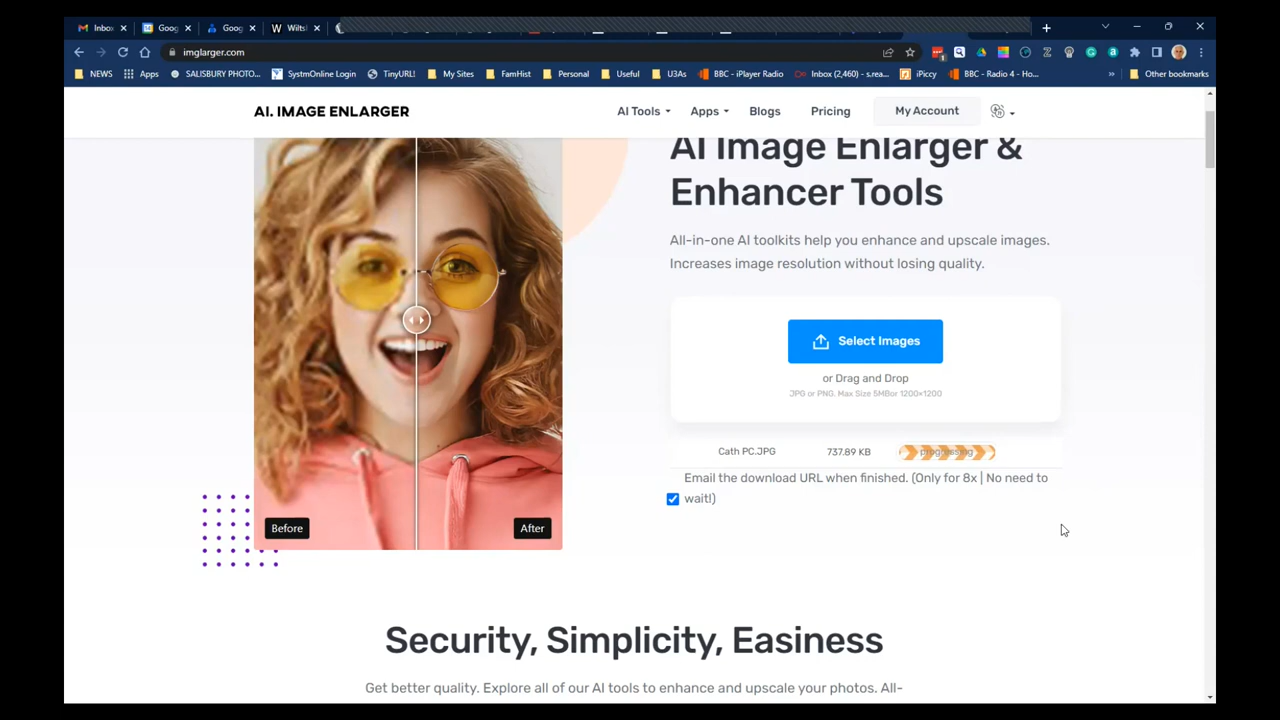 Inbox
Goog
Goog
Wilts
imglarger.com
NEWS Apps SALISBURY PHOTO... SystmOnline Login TinyURL! My Sites FamHist Personal Useful U3As BBC - iPlayer Radio Inbox (2,460) - s.rea... iPiccy BBC - Radio 4 - Ho... » Other bookmarks
AI. IMAGE ENLARGER AI Tools Apps Blogs Pricing My Account
AI Image Enlarger &
Enhancer Tools
All-in-one AI toolkits help you enhance and upscale images.
Increases image resolution without losing quality.
Select Images
or Drag and Drop
JPG or PNG. Max Size 5MBor 1200×1200
Cath PC.JPG 737.89 KB progressing
Email the download URL when finished. (Only for 8x | No need to
wait!)
Before After
Security, Simplicity, Easiness
Get better quality. Explore all of our AI tools to enhance and upscale your photos. All-